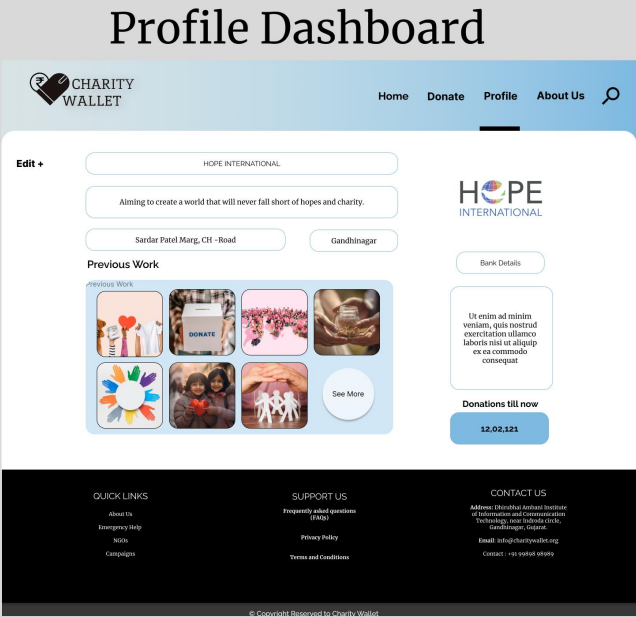 Profile Dashboard
₹
CHARITY
WALLET
Home Donate Profile About Us
Edit +
HOPE INTERNATIONAL
Aiming to create a world that will never fall short of hopes and charity.
Sardar Patel Marg, CH -Road
Gandhinagar
Previous Work
Previous Work
DONATE
See More
HOPE
INTERNATIONAL
Bank Details
Ut enim ad minim
veniam, quis nostrud
exercitation ullamco
laboris nisi ut aliquip
ex ea commodo
consequat
Donations till now
12,02,121
QUICK LINKS
About Us
Emergency Help
NGOs
Campaigns
SUPPORT US
Frequently asked questions
(FAQs)
Privacy Policy
Terms and Conditions
CONTACT US
Address: Dhirubhai Ambani Institute
of Information and Communication
Technology, near Indroda circle,
Gandhinagar, Gujarat.
Email: info@charitywallet.org
Contact : +91 99898 98989
© Copyright Reserved to Charity Wallet